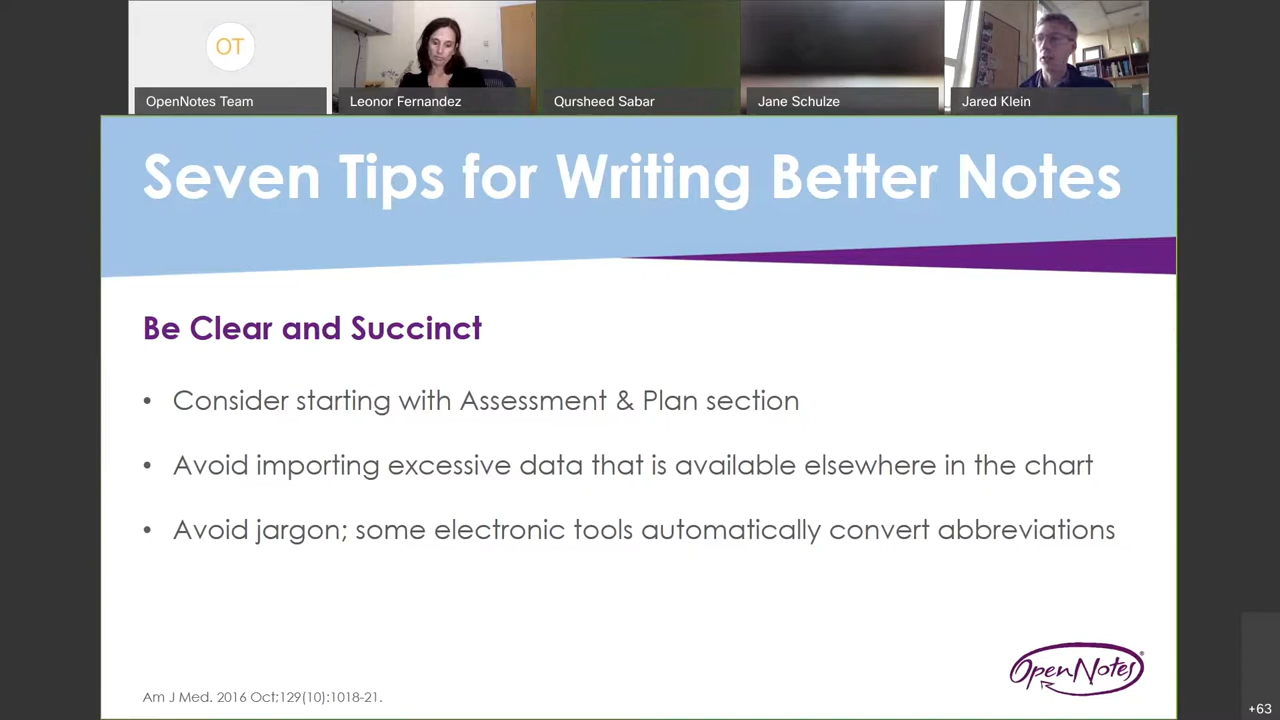 OT
OpenNotes Team
Leonor Fernandez
Qursheed Sabar
Jane Schulze
Jared Klein
Seven Tips for Writing Better Notes
Be Clear and Succinct
• Consider starting with Assessment & Plan section
• Avoid importing excessive data that is available elsewhere in the chart
• Avoid jargon; some electronic tools automatically convert abbreviations
OpenNotes®
Am J Med. 2016 Oct;129(10):1018-21.
+63